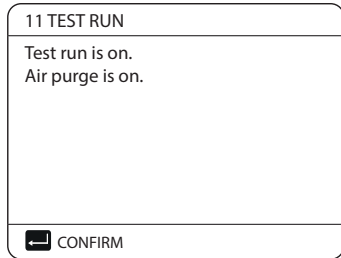 11 TEST RUN
Test run is on.
Air purge is on.
CONFIRM